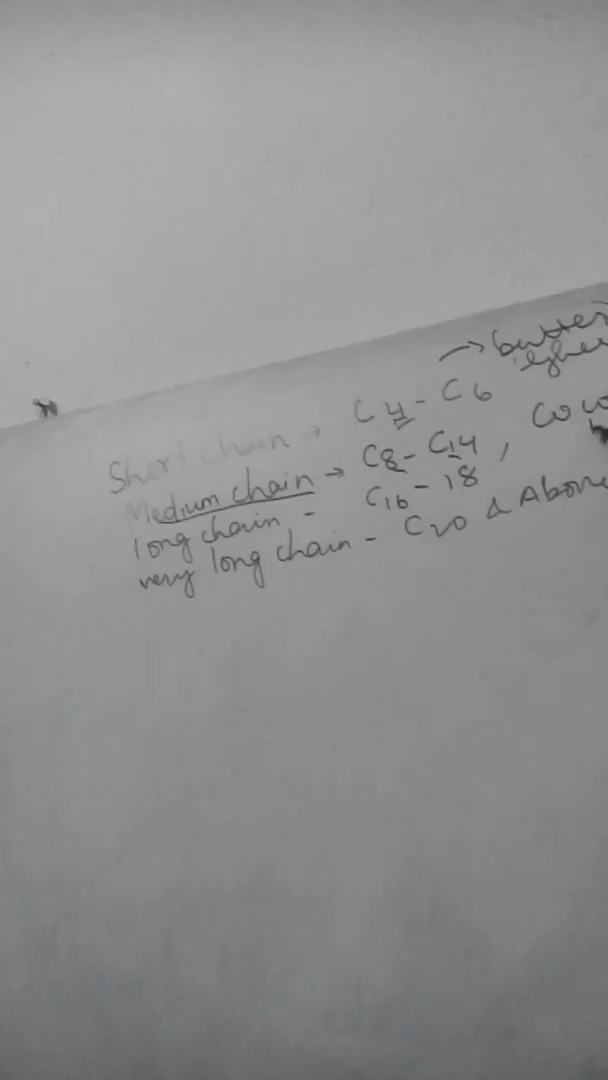 Short chain → C4 - C6 → butter
Medium chain → C8 - C14,
long chain - C16 - 18
very long chain - C20 & Above